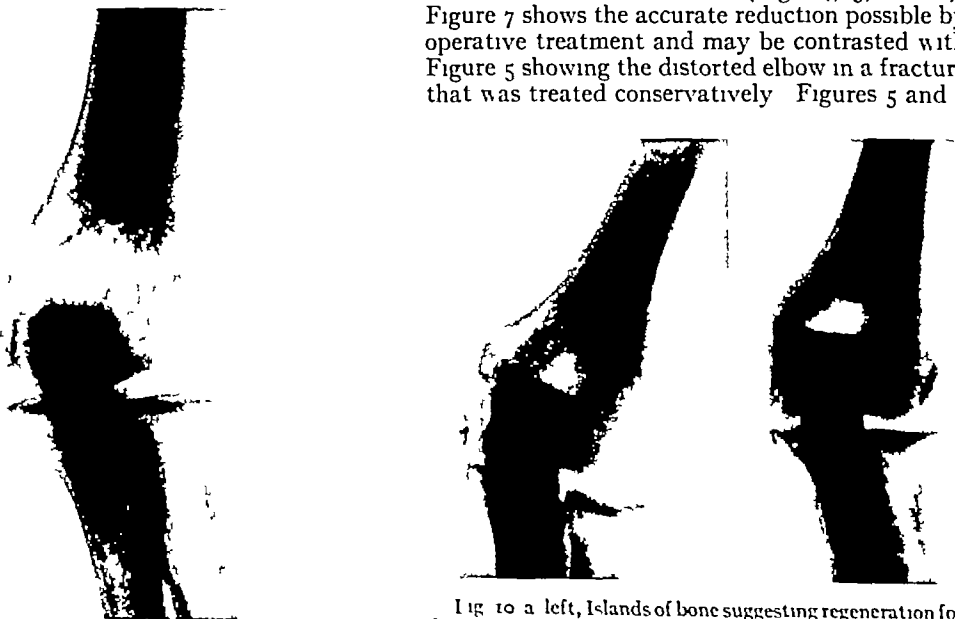 Figure 7 shows the accurate reduction possible by
operative treatment and may be contrasted with
Figure 5 showing the distorted elbow in a fracture
that was treated conservatively Figures 5 and
Fig 10 a left, Islands of bone suggesting regeneration fo